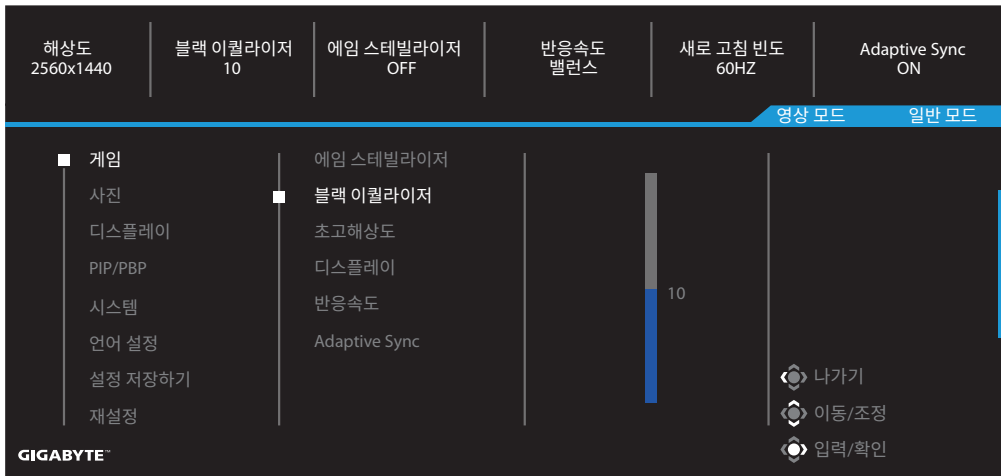 해상도
2560x1440
블랙 이퀄라이저
10
에임 스테빌라이저
OFF
반응속도
밸런스
새로 고침 빈도
60HZ
Adaptive Sync
ON
영상 모드
일반 모드
게임
사진
디스플레이
PIP/PBP
시스템
언어 설정
설정 저장하기
재설정
에임 스테빌라이저
블랙 이퀄라이저
초고해상도
디스플레이
반응속도
Adaptive Sync
10
나가기
이동/조정
입력/확인
GIGABYTE™